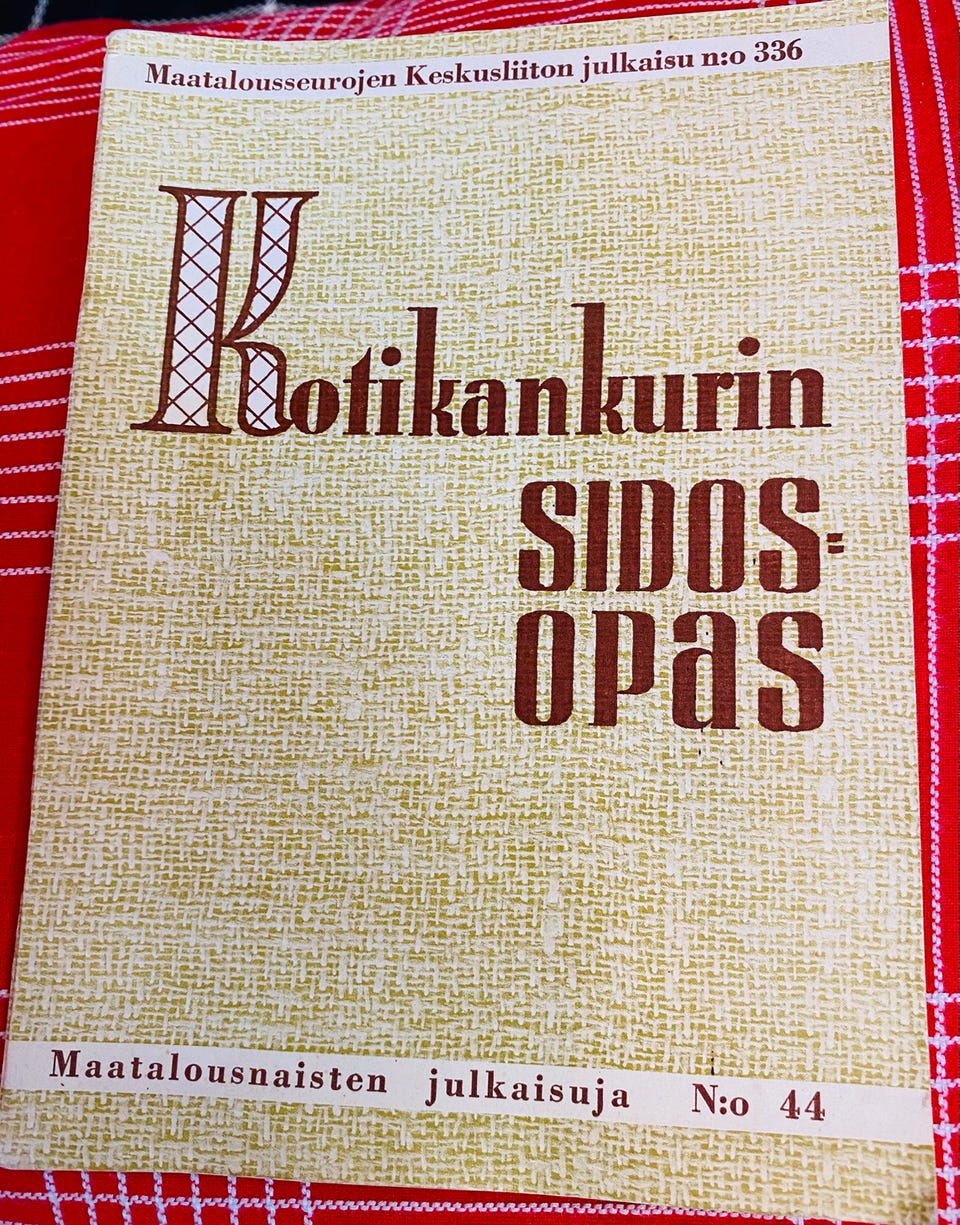 Maatalousseurojen Keskusliiton julkaisu n:o 336
Kotikankurin
SIDOS=
OPAS
Maatalousnaisten julkaisuja N:o 44